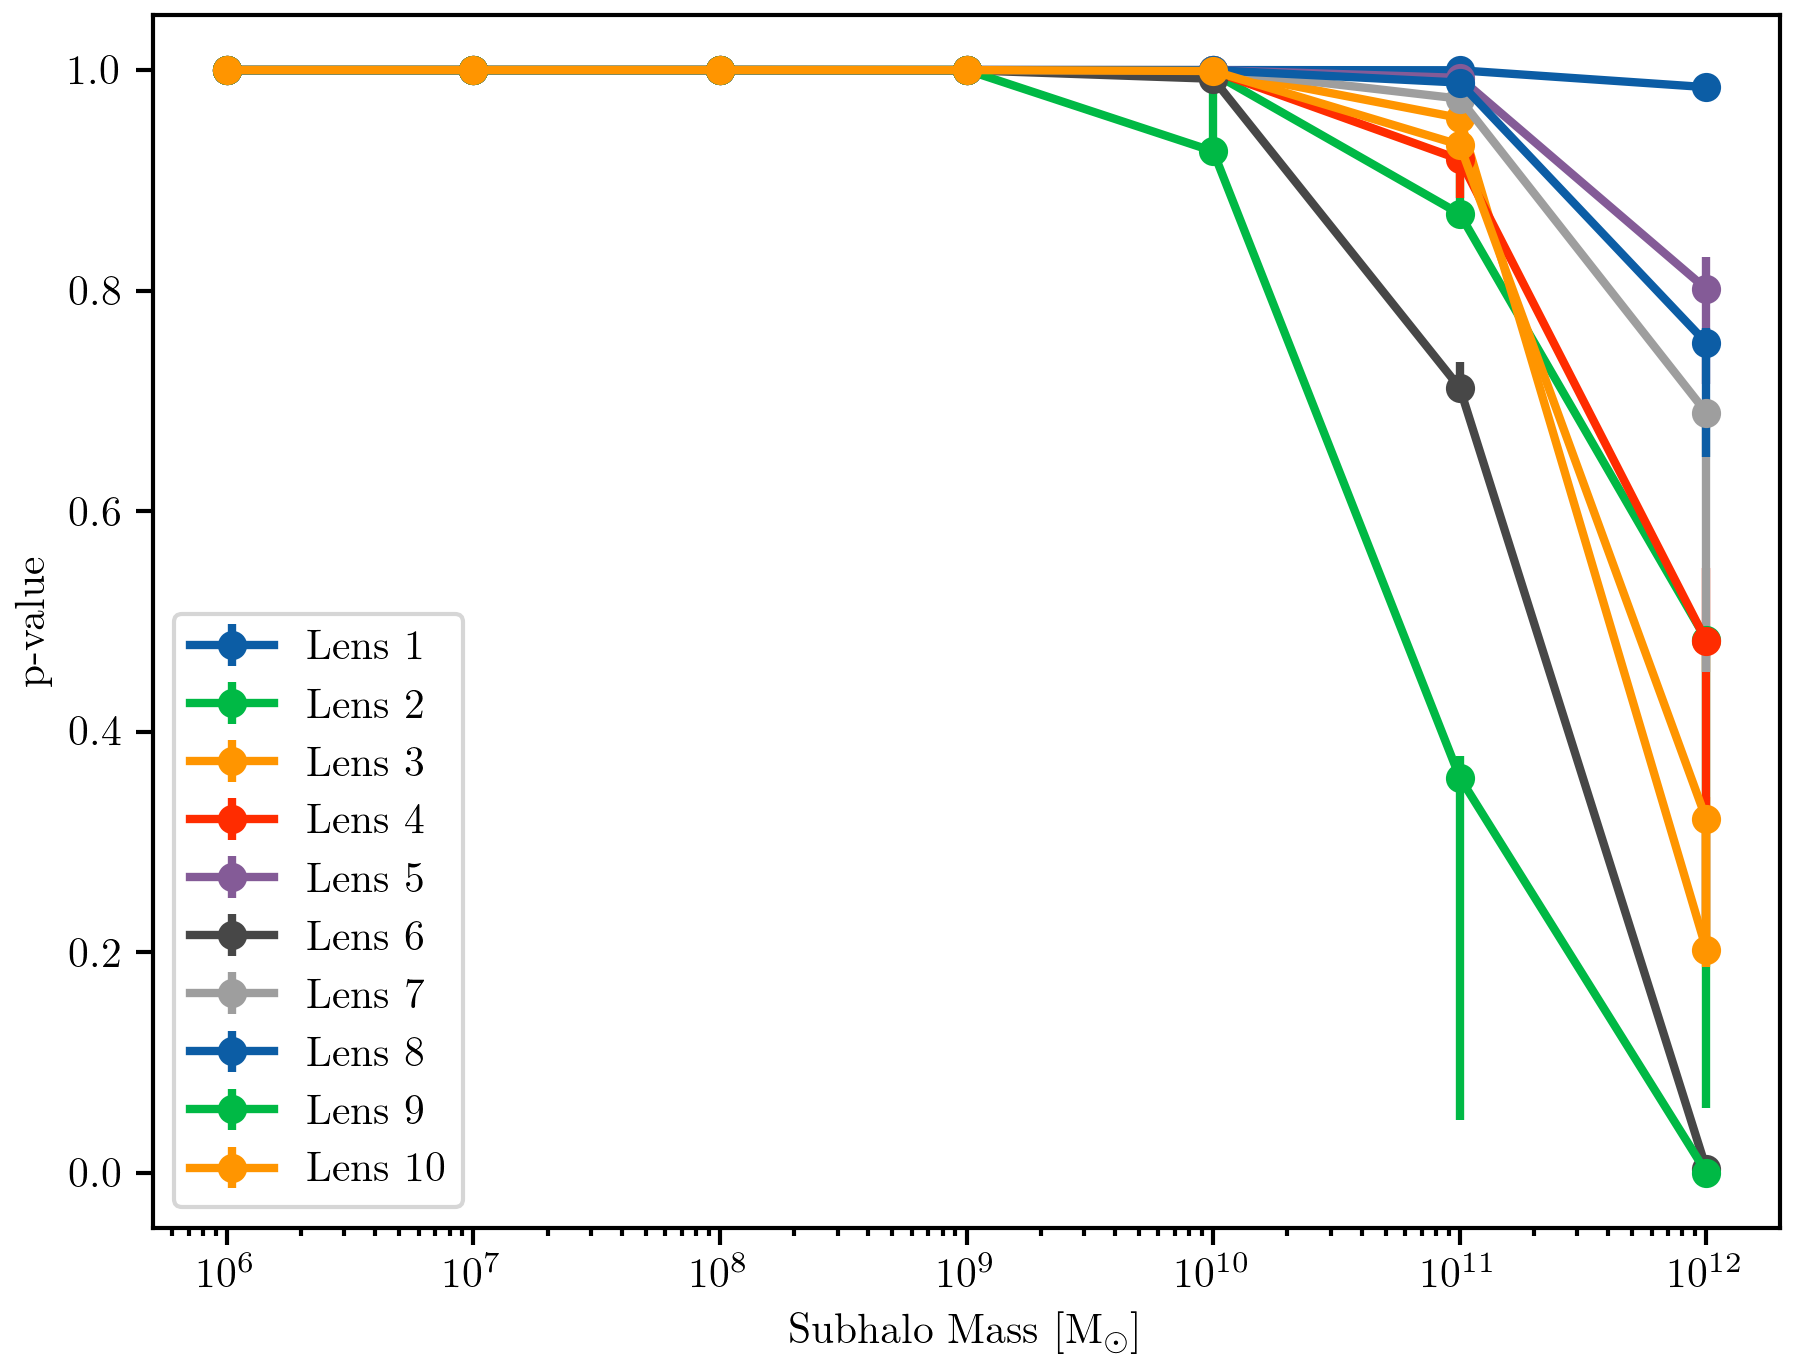 1.0
0.8
0.6
0.4
0.2
0.0
p-value
Lens 1
Lens 2
Lens 3
Lens 4
Lens 5
Lens 6
Lens 7
Lens 8
Lens 9
Lens 10
10⁶ 10⁷ 10⁸ 10⁹ 10¹⁰ 10¹¹ 10¹²
Subhalo Mass [M☉]